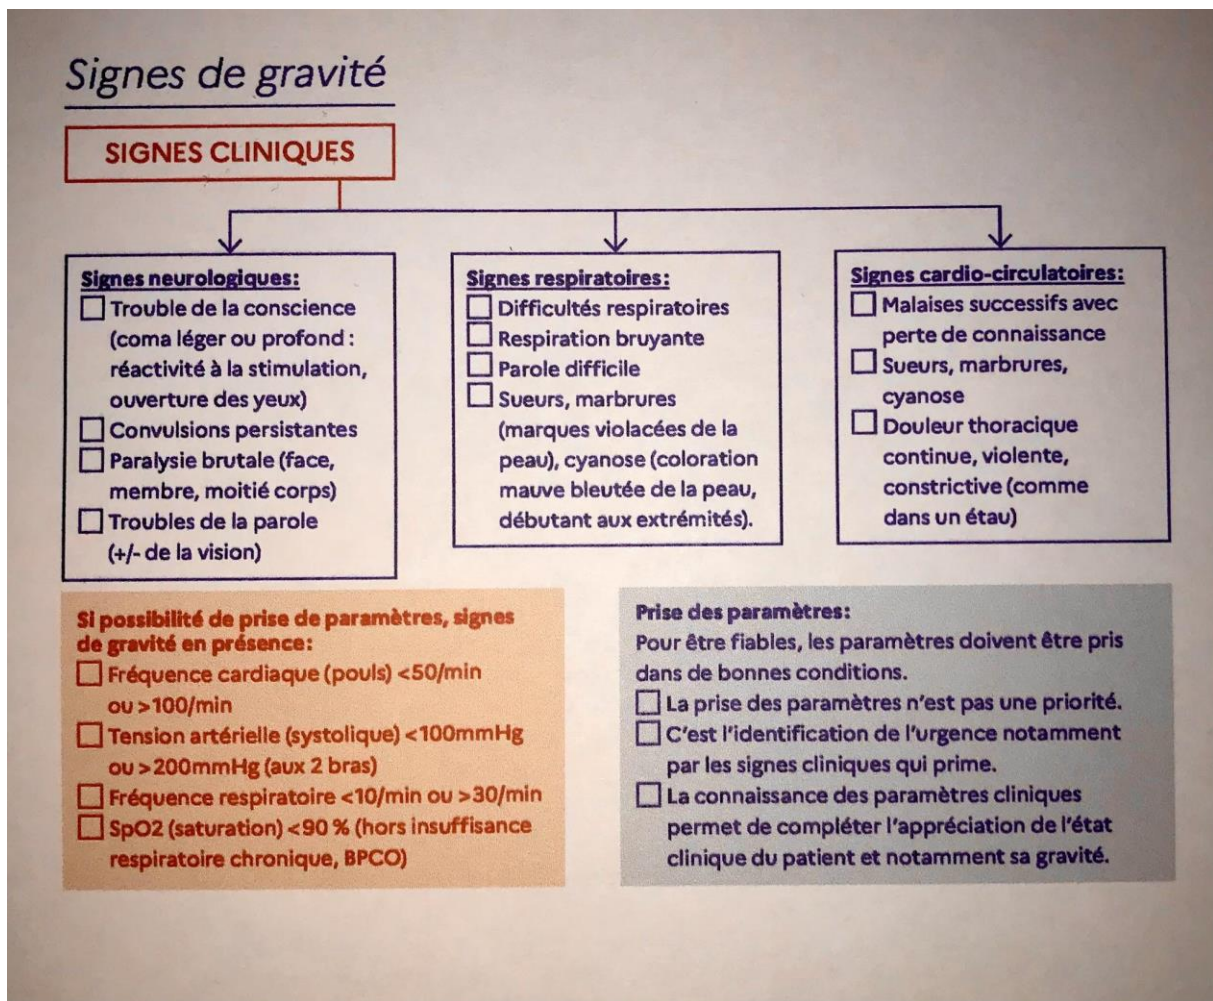 Signes de gravité
SIGNES CLINIQUES
Signes neurologiques:
Trouble de la conscience
(coma léger ou profond :
réactivité à la stimulation,
ouverture des yeux)
Convulsions persistantes
Paralysie brutale (face,
membre, moitié corps)
Troubles de la parole
(+/- de la vision)
Signes respiratoires:
Difficultés respiratoires
Respiration bruyante
Parole difficile
Sueurs, marbrures
(marques violacées de la
peau), cyanose (coloration
mauve bleutée de la peau,
débutant aux extrémités).
Signes cardio-circulatoires:
Malaises successifs avec
perte de connaissance
Sueurs, marbrures,
cyanose
Douleur thoracique
continue, violente,
constrictive (comme
dans un étau)
Si possibilité de prise de paramètres, signes
de gravité en présence:
Fréquence cardiaque (pouls) <50/min
ou >100/min
Tension artérielle (systolique) <100mmHg
ou >200mmHg (aux 2 bras)
Fréquence respiratoire <10/min ou >30/min
SpO2 (saturation) <90 % (hors insuffisance
respiratoire chronique, BPCO)
Prise des paramètres:
Pour être fiables, les paramètres doivent être pris
dans de bonnes conditions.
La prise des paramètres n'est pas une priorité.
C'est l'identification de l'urgence notamment
par les signes cliniques qui prime.
La connaissance des paramètres cliniques
permet de compléter l'appréciation de l'état
clinique du patient et notamment sa gravité.